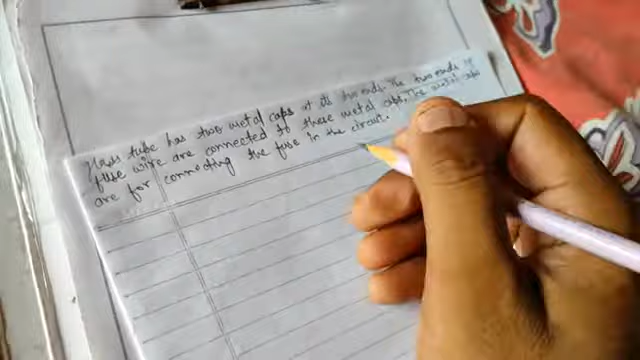 Glass tube has two metal caps at its two ends. The two ends of
fuse wire are connected to these metal caps. The metal caps
are for connecting the fuse in the circuit.